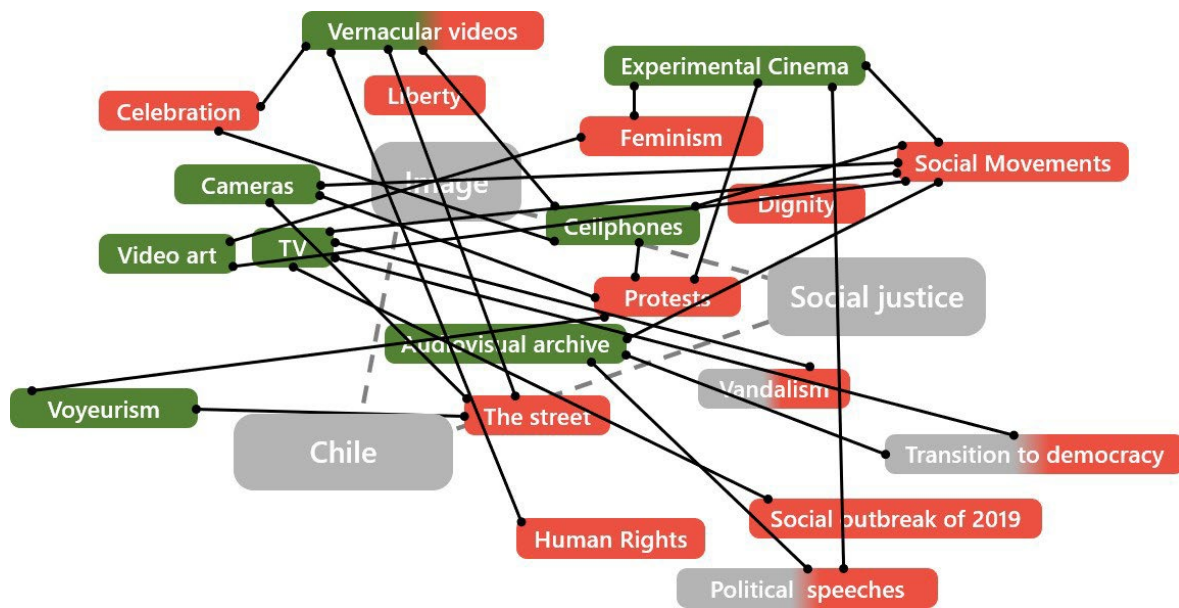 Vernacular videos
Experimental Cinema
Liberty
Celebration
Feminism
Social Movements
Image
Cameras
Dignity
Cellphones
TV
Video art
Protests
Social justice
Audiovisual archive
Vandalism
Voyeurism
The street
Chile
Transition to democracy
Social outbreak of 2019
Human Rights
Political speeches